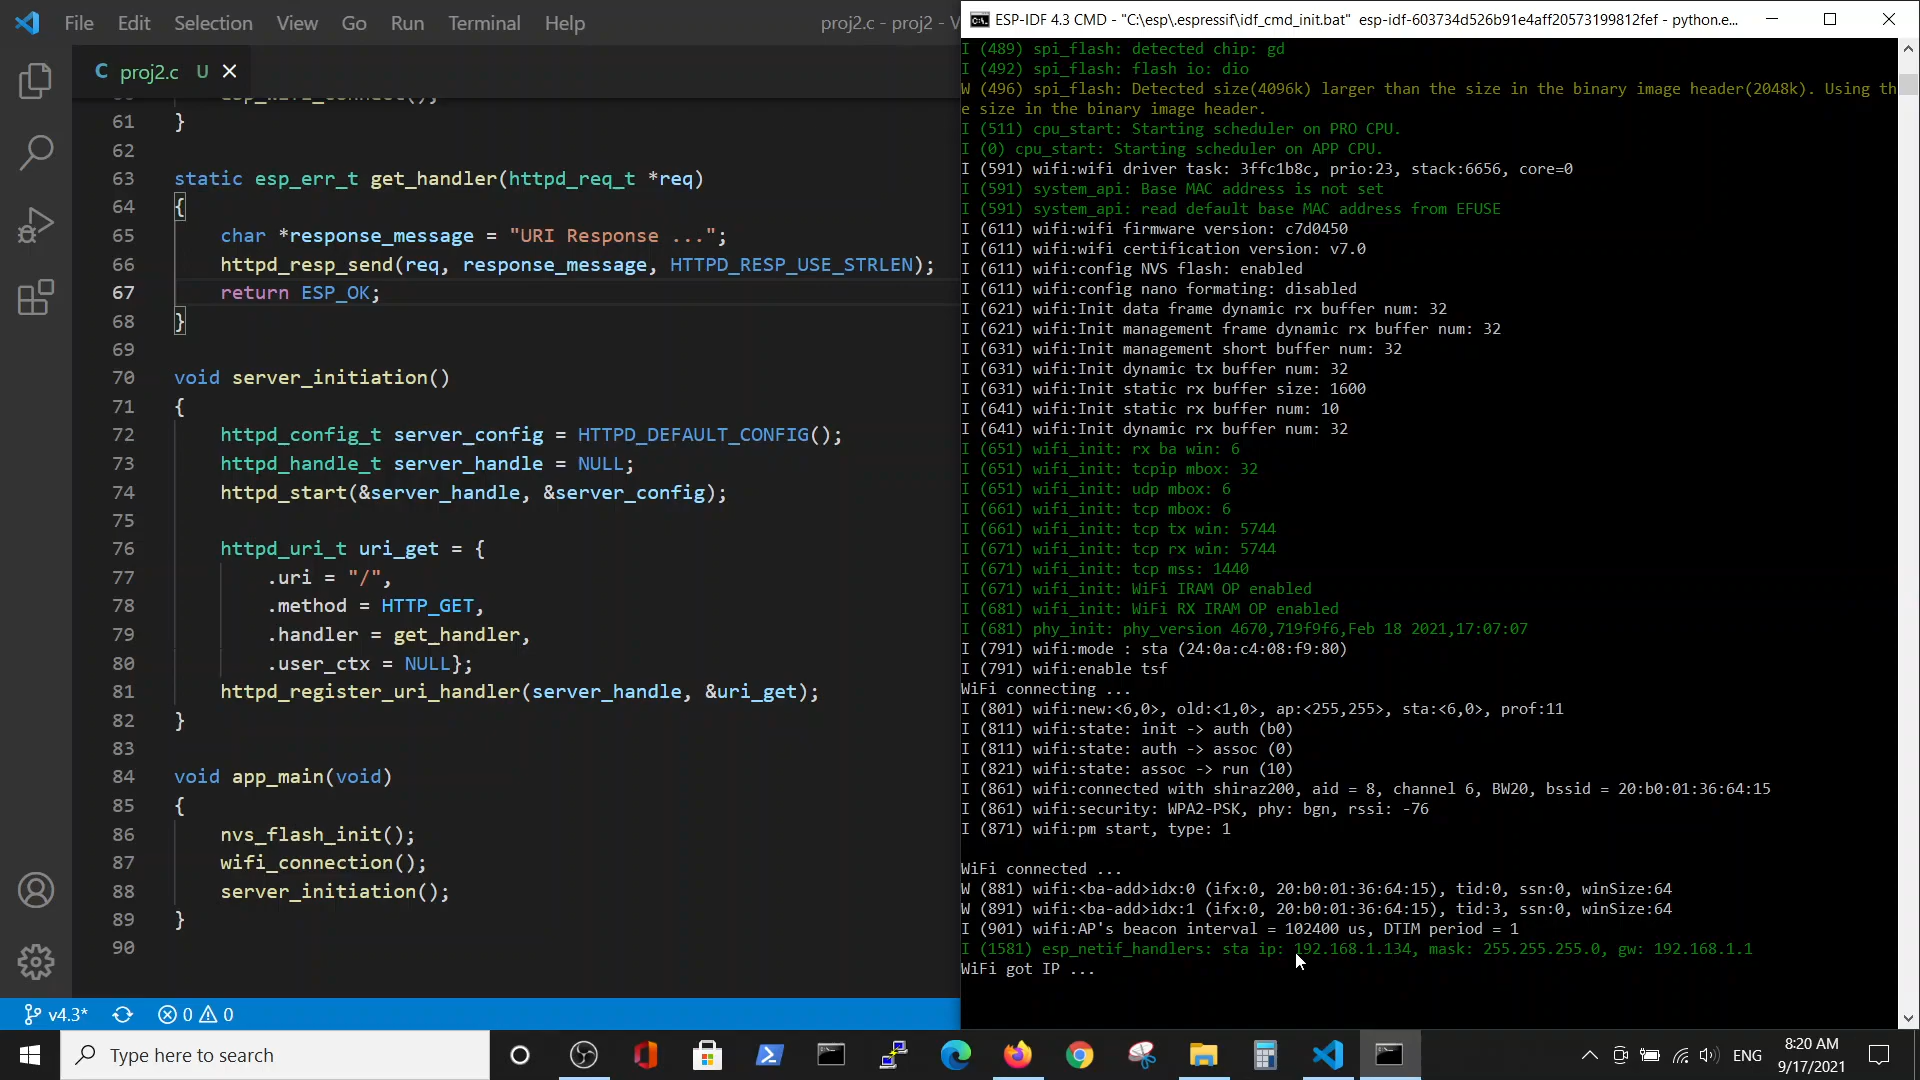 File Edit Selection View Go Run Terminal Help proj2.c - proj2 - V
C proj2.c U
61 }
62
63 static esp_err_t get_handler(httpd_req_t *req)
64 {
65 char *response_message = "URI Response ...";
66 httpd_resp_send(req, response_message, HTTPD_RESP_USE_STRLEN);
67 return ESP_OK;
68 }
69
70 void server_initiation()
71 {
72 httpd_config_t server_config = HTTPD_DEFAULT_CONFIG();
73 httpd_handle_t server_handle = NULL;
74 httpd_start(&server_handle, &server_config);
75
76 httpd_uri_t uri_get = {
77 .uri = "/",
78 .method = HTTP_GET,
79 .handler = get_handler,
80 .user_ctx = NULL};
81 httpd_register_uri_handler(server_handle, &uri_get);
82 }
83
84 void app_main(void)
85 {
86 nvs_flash_init();
87 wifi_connection();
88 server_initiation();
89 }
90
v4.3* 0 0
ESP-IDF 4.3 CMD - "C:\esp\.espressif\idf_cmd_init.bat" esp-idf-603734d526b91e4aff20573199812fef - python.e...
I (489) spi_flash: detected chip: gd
I (492) spi_flash: flash io: dio
W (496) spi_flash: Detected size(4096k) larger than the size in the binary image header(2048k). Using th
e size in the binary image header.
I (511) cpu_start: Starting scheduler on PRO CPU.
I (0) cpu_start: Starting scheduler on APP CPU.
I (591) wifi:wifi driver task: 3ffc1b8c, prio:23, stack:6656, core=0
I (591) system_api: Base MAC address is not set
I (591) system_api: read default base MAC address from EFUSE
I (611) wifi:wifi firmware version: c7d0450
I (611) wifi:wifi certification version: v7.0
I (611) wifi:config NVS flash: enabled
I (611) wifi:config nano formating: disabled
I (621) wifi:Init data frame dynamic rx buffer num: 32
I (621) wifi:Init management frame dynamic rx buffer num: 32
I (631) wifi:Init management short buffer num: 32
I (631) wifi:Init dynamic tx buffer num: 32
I (631) wifi:Init static rx buffer size: 1600
I (641) wifi:Init static rx buffer num: 10
I (641) wifi:Init dynamic rx buffer num: 32
I (651) wifi_init: rx ba win: 6
I (651) wifi_init: tcpip mbox: 32
I (651) wifi_init: udp mbox: 6
I (661) wifi_init: tcp mbox: 6
I (661) wifi_init: tcp tx win: 5744
I (671) wifi_init: tcp rx win: 5744
I (671) wifi_init: tcp mss: 1440
I (671) wifi_init: WiFi IRAM OP enabled
I (681) wifi_init: WiFi RX IRAM OP enabled
I (681) phy_init: phy_version 4670,719f9f6,Feb 18 2021,17:07:07
I (791) wifi:mode : sta (24:0a:c4:08:f9:80)
I (791) wifi:enable tsf
WiFi connecting ...
I (801) wifi:new:<6,0>, old:<1,0>, ap:<255,255>, sta:<6,0>, prof:11
I (811) wifi:state: init -> auth (b0)
I (811) wifi:state: auth -> assoc (0)
I (821) wifi:state: assoc -> run (10)
I (861) wifi:connected with shiraz200, aid = 8, channel 6, BW20, bssid = 20:b0:01:36:64:15
I (861) wifi:security: WPA2-PSK, phy: bgn, rssi: -76
I (871) wifi:pm start, type: 1
WiFi connected ...
W (881) wifi:<ba-add>idx:0 (ifx:0, 20:b0:01:36:64:15), tid:0, ssn:0, winSize:64
W (891) wifi:<ba-add>idx:1 (ifx:0, 20:b0:01:36:64:15), tid:3, ssn:0, winSize:64
I (901) wifi:AP's beacon interval = 102400 us, DTIM period = 1
I (1581) esp_netif_handlers: sta ip: 192.168.1.134, mask: 255.255.255.0, gw: 192.168.1.1
WiFi got IP ...
Type here to search
ENG
8:20 AM
9/17/2021